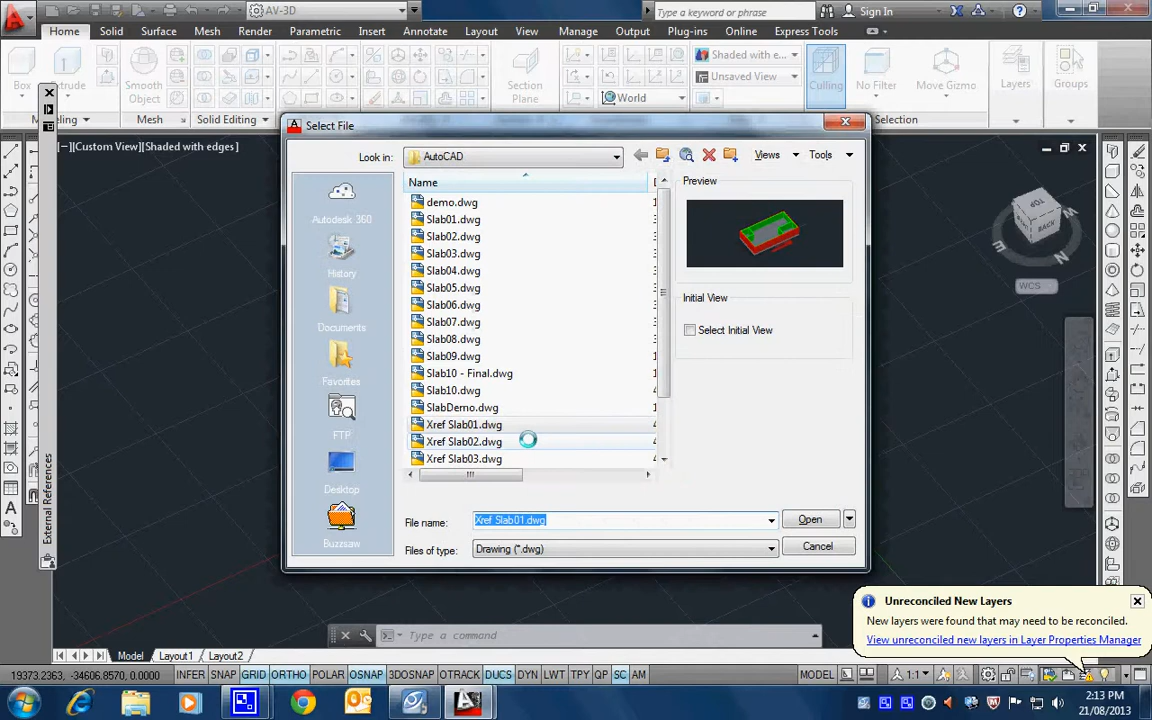 AV-3D
Type a keyword or phrase
Sign In
Home Solid Surface Mesh Render Parametric Insert Annotate Layout View Manage Output Plug-ins Online Express Tools
Box
Extrude
Smooth
Object
Section
Plane
Shaded with e...
Unsaved View
World
Culling
No Filter
Move Gizmo
Layers
Groups
Modeling
Mesh
Solid Editing
Selection
[−][Custom View][Shaded with edges]
External References
Select File
Look in:
AutoCAD
Views
Tools
Name
demo.dwg
Slab01.dwg
Slab02.dwg
Slab03.dwg
Slab04.dwg
Slab05.dwg
Slab06.dwg
Slab07.dwg
Slab08.dwg
Slab09.dwg
Slab10 - Final.dwg
Slab10.dwg
SlabDemo.dwg
Xref Slab01.dwg
Xref Slab02.dwg
Xref Slab03.dwg
Autodesk 360
History
Documents
Favorites
FTP
Desktop
Buzzsaw
Preview
Initial View
Select Initial View
File name:
Xref Slab01.dwg
Open
Files of type:
Drawing (*.dwg)
Cancel
TOP
BACK
W
N
E
WCS
Unreconciled New Layers
New layers were found that may need to be reconciled.
View unreconciled new layers in Layer Properties Manager
Type a command
Model Layout1 Layout2
19373.2363, -34606.8570, 0.0000
INFER SNAP GRID ORTHO POLAR OSNAP 3DOSNAP OTRACK DUCS DYN LWT TPY QP SC AM
MODEL
1:1
2:13 PM
21/08/2013